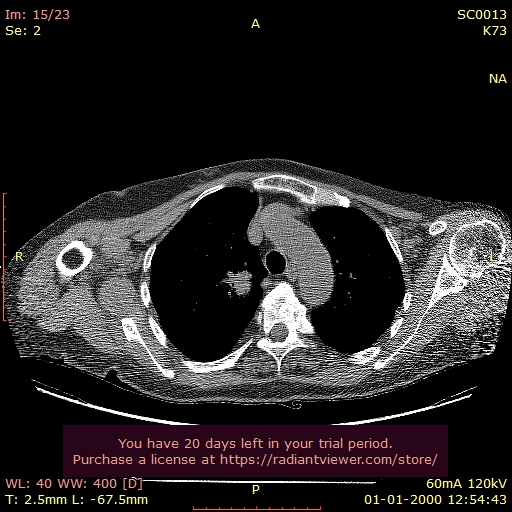 Im: 15/23
Se: 2
A
SC0013
K73
NA
R
L
You have 20 days left in your trial period.
Purchase a license at https://radiantviewer.com/store/
WL: 40 WW: 400 [D]
T: 2.5mm L: -67.5mm
P
60mA 120kV
01-01-2000 12:54:43